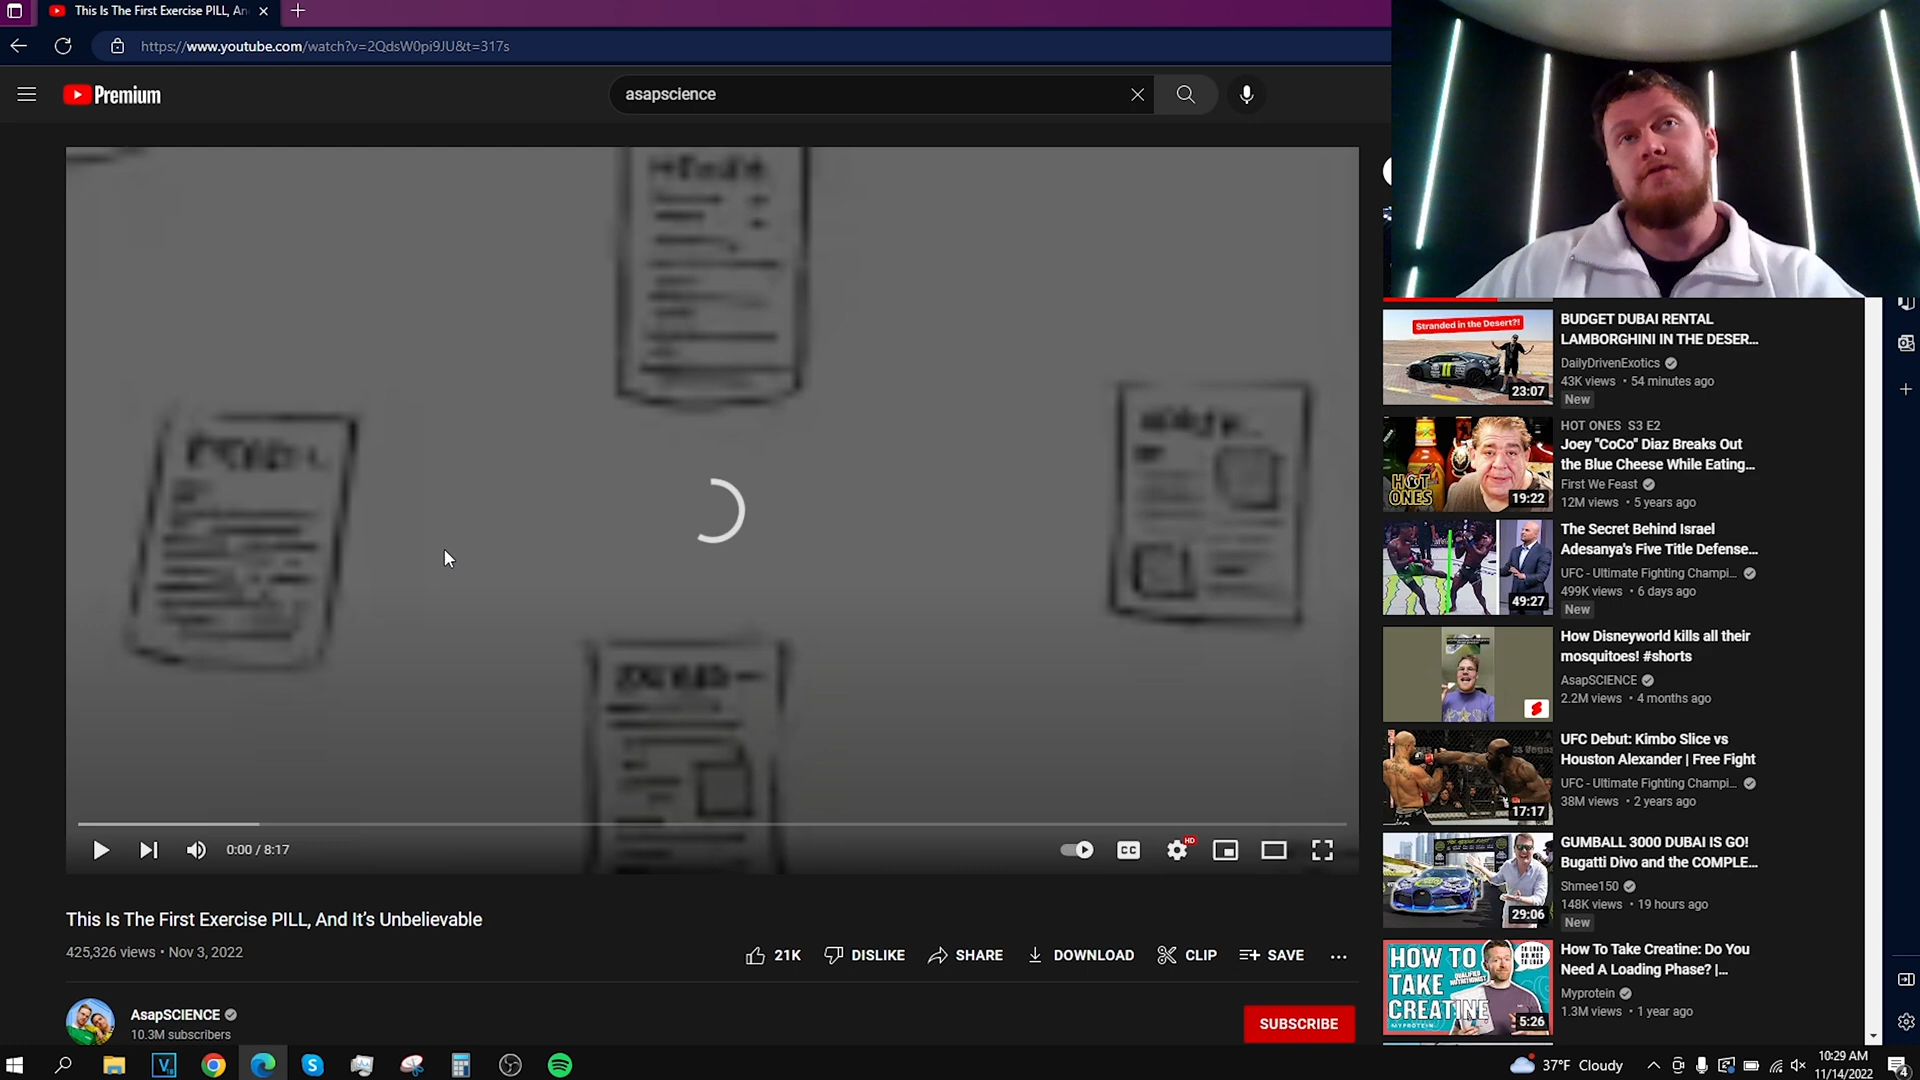 This Is The First Exercise PILL, An
https://www.youtube.com/watch?v=2QdsW0pi9JU&t=317s
Premium
asapscience
0:00 / 8:17
CC
HD
This Is The First Exercise PILL, And It's Unbelievable
425,326 views • Nov 3, 2022
21K
DISLIKE
SHARE
DOWNLOAD
CLIP
SAVE
AsapSCIENCE
10.3M subscribers
SUBSCRIBE
Stranded in the Desert?!
23:07
BUDGET DUBAI RENTAL
LAMBORGHINI IN THE DESER...
DailyDrivenExotics
43K views • 54 minutes ago
New
HOT ONES
19:22
HOT ONES S3 E2
Joey "CoCo" Diaz Breaks Out
the Blue Cheese While Eating...
First We Feast
12M views • 5 years ago
49:27
The Secret Behind Israel
Adesanya's Five Title Defense...
UFC - Ultimate Fighting Champi...
499K views • 6 days ago
New
How Disneyworld kills all their
mosquitoes! #shorts
AsapSCIENCE
2.2M views • 4 months ago
17:17
UFC Debut: Kimbo Slice vs
Houston Alexander | Free Fight
UFC - Ultimate Fighting Champi...
38M views • 2 years ago
29:06
GUMBALL 3000 DUBAI IS GO!
Bugatti Divo and the COMPLE...
Shmee150
148K views • 19 hours ago
New
HOW TO
TAKE
CREATINE
QUALIFIED
NUTRITIONIST
MYPROTEIN
5:26
How To Take Creatine: Do You
Need A Loading Phase? |...
Myprotein
1.3M views • 1 year ago
37°F Cloudy
10:29 AM
11/14/2022
4